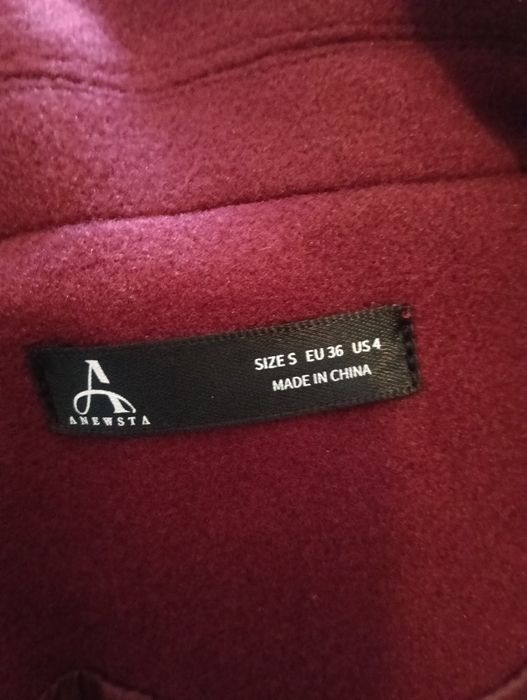 A
ANEWSTA
SIZE S EU 36 US 4
MADE IN CHINA